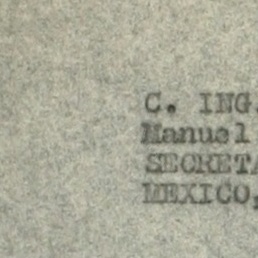 C. ING.
Manuel
SECRETA
MEXICO,